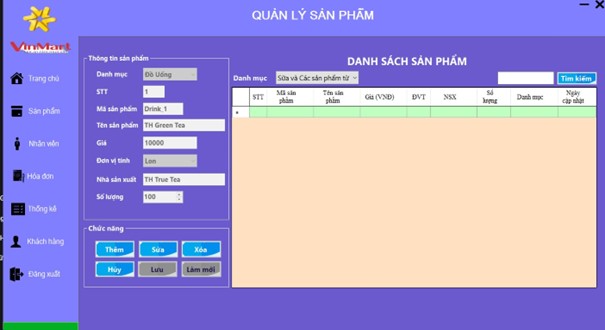 QUẢN LÝ SẢN PHẨM
VinMart
Trang chủ
Sản phẩm
Nhân viên
Hóa đơn
Thống kê
Khách hàng
Đăng xuất
Thông tin sản phẩm
Danh mục Đồ Uống
STT 1
Mã sản phẩm Drink_1
Tên sản phẩm TH Green Tea
Giá 10000
Đơn vị tính Lon
Nhà sản xuất TH True Tea
Số lượng 100
Chức năng
Thêm Sửa Xóa
Hủy Lưu Làm mới
DANH SÁCH SẢN PHẨM
Danh mục Sữa và Các sản phẩm từ Tìm kiếm
STT Mã sản phẩm Tên sản phẩm Giá (VNĐ) ĐVT NSX Số lượng Danh mục Ngày cập nhật